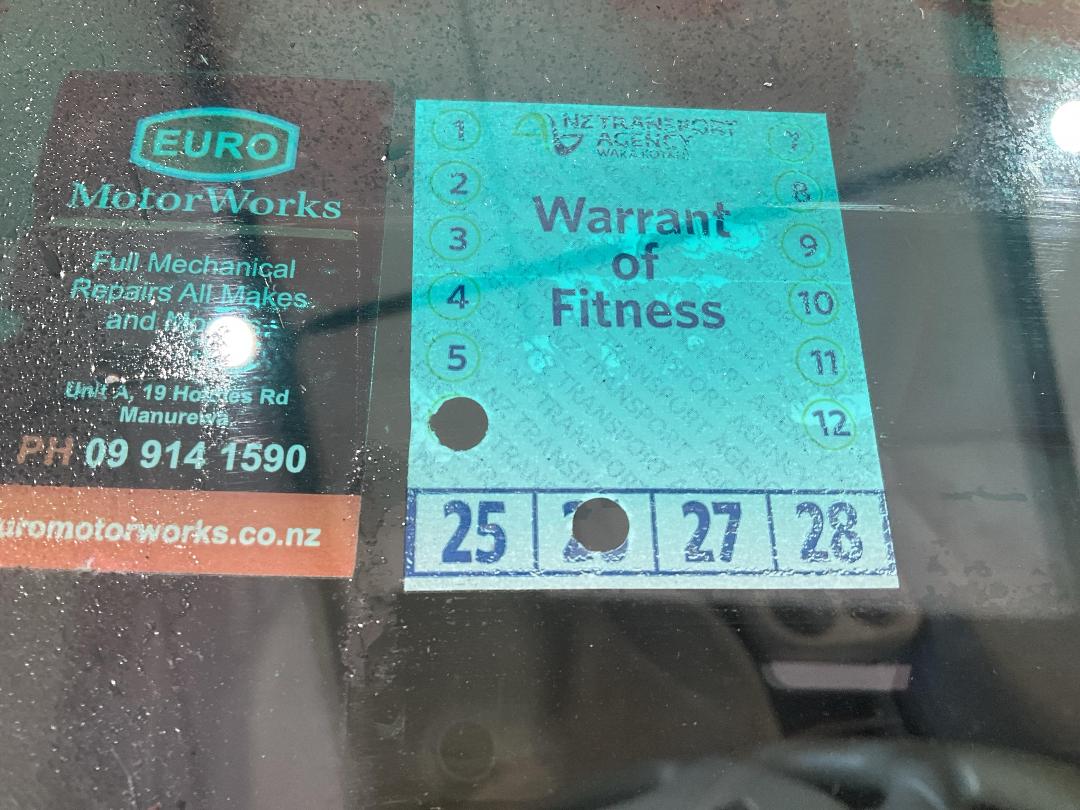 EURO
MotorWorks
Full Mechanical
Repairs All Makes
and
Unit A, 19 Rd
Manurewa.
PH 09 914 1590
uromotorworks.co.nz
NZ TRANSPORT
AGENCY
WAKA KOTAHI
Warrant
of
Fitness
1
2
3
4
5
7
8
9
10
11
12
25 27 28